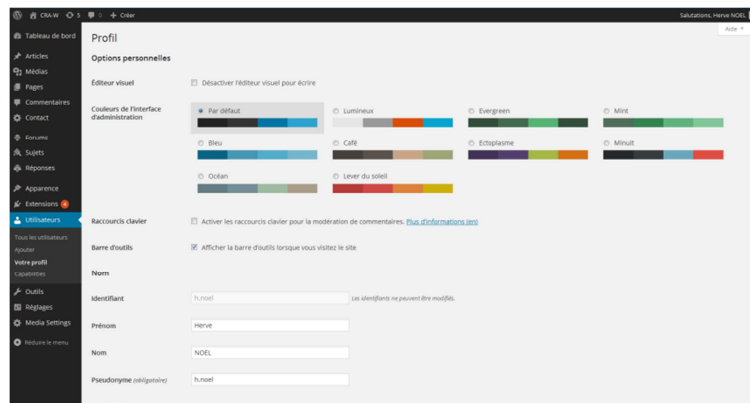 CRA-W 5 0 + Créer Salutations, Herve NOEL
Aide
Tableau de bord
Articles
Médias
Pages
Commentaires
Contact
Forums
Sujets
Réponses
Apparence
Extensions 4
Utilisateurs
Tous les utilisateurs
Ajouter
Votre profil
Capabilities
Outils
Réglages
Media Settings
Réduire le menu
Profil
Options personnelles
Éditeur visuel Désactiver l'éditeur visuel pour écrire
Couleurs de l'interface
d'administration
Par défaut Lumineux Evergreen Mint
Bleu Café Ectoplasme Minuit
Océan Lever du soleil
Raccourcis clavier Activer les raccourcis clavier pour la modération de commentaires. Plus d'informations (en)
Barre d'outils Afficher la barre d'outils lorsque vous visitez le site
Nom
Identifiant h.noel Les identifiants ne peuvent être modifiés.
Prénom Herve
Nom NOEL
Pseudonyme (obligatoire) h.noel